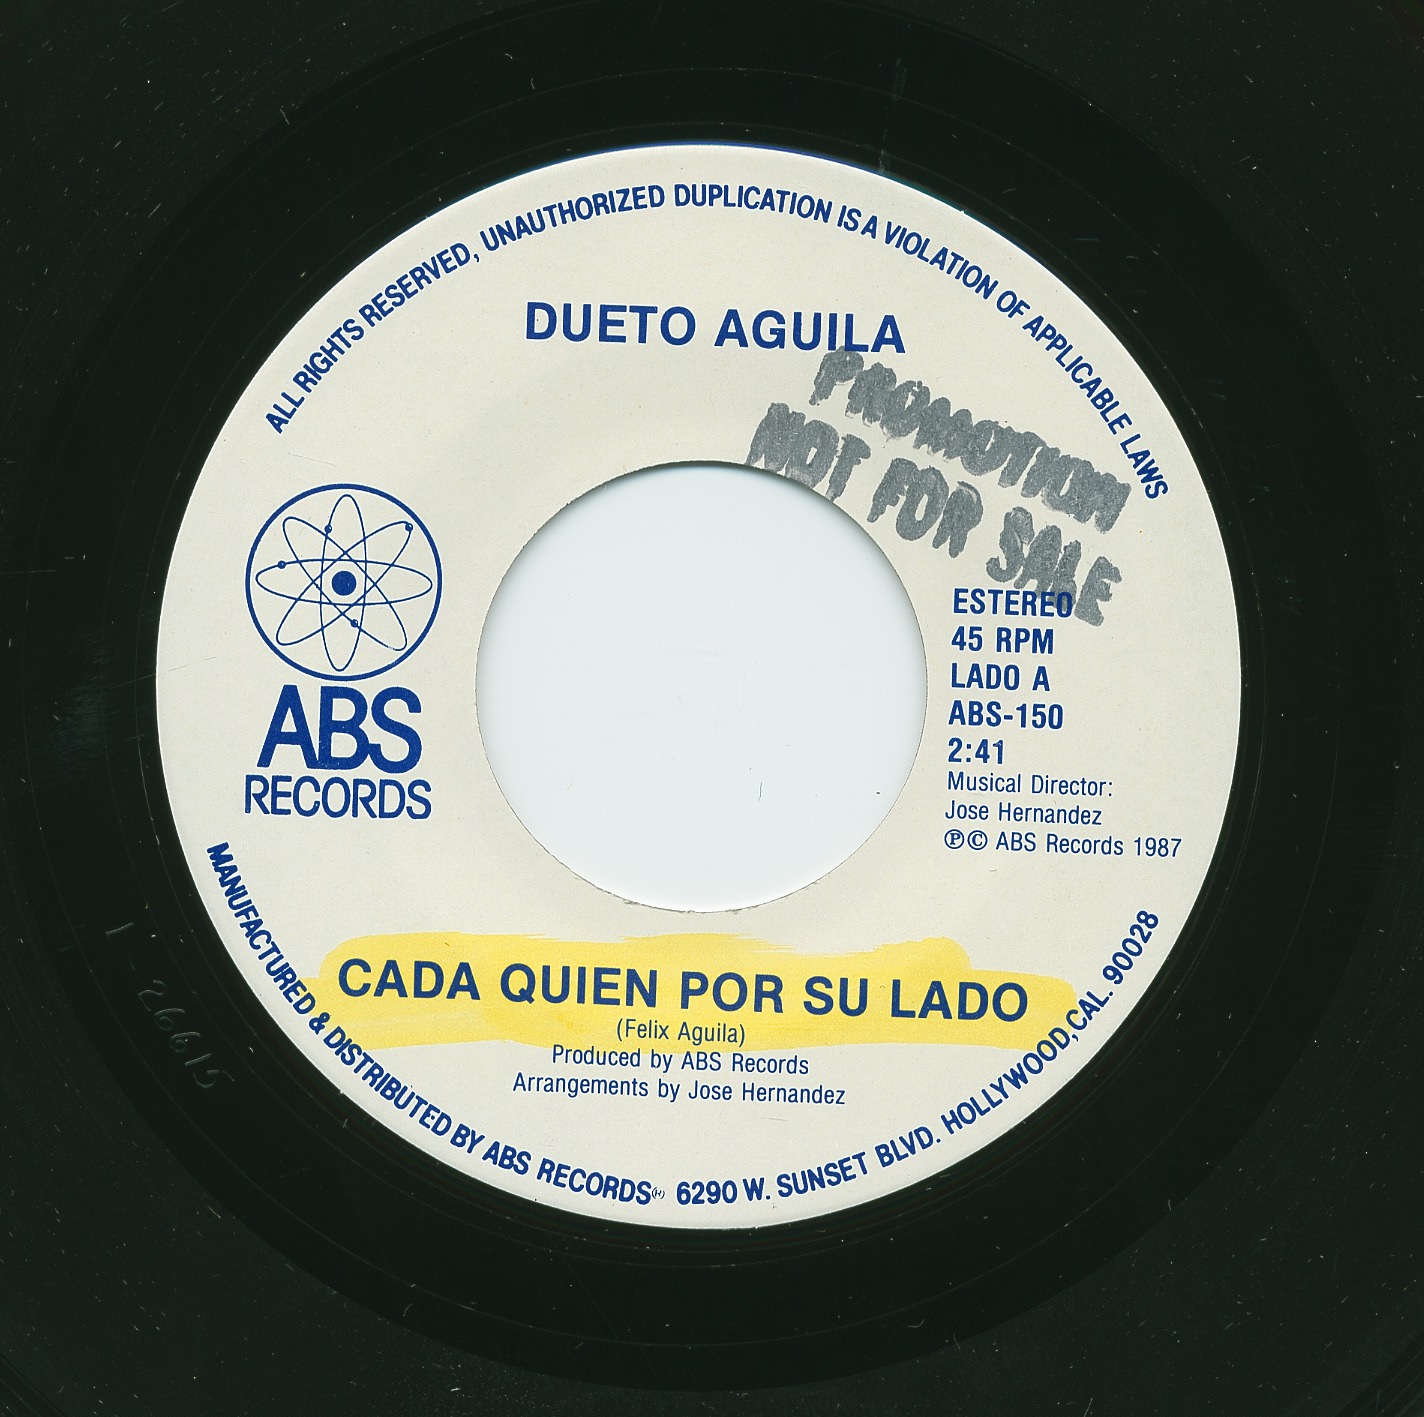 ALL RIGHTS RESERVED, UNAUTHORIZED DUPLICATION IS A VIOLATION OF APPLICABLE LAWS
DUETO AGUILA
PROMOTION
NOT FOR SALE
ABS
RECORDS
ESTEREO
45 RPM
LADO A
ABS-150
2:41
Musical Director:
Jose Hernandez
℗© ABS Records 1987
CADA QUIEN POR SU LADO
(Felix Aguila)
Produced by ABS Records
Arrangements by Jose Hernandez
MANUFACTURED & DISTRIBUTED BY ABS RECORDS 6290 W. SUNSET BLVD. HOLLYWOOD, CAL. 90028
26615